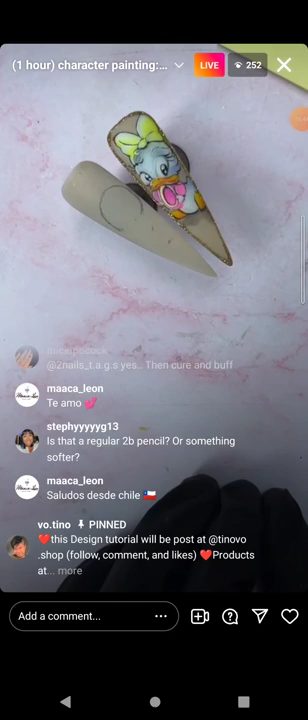 (1 hour) character painting:...
LIVE
252
@2nails_t.a.g.s yes.. Then cure and buff
maaca_leon
Te amo 💕
stephyyyyyg13
Is that a regular 2b pencil? Or something
softer?
maaca_leon
Saludos desde chile 🇨🇱
vo.tino PINNED
❤️this Design tutorial will be post at @tinovo
.shop (follow, comment, and likes) ❤️Products
at... more
Add a comment...